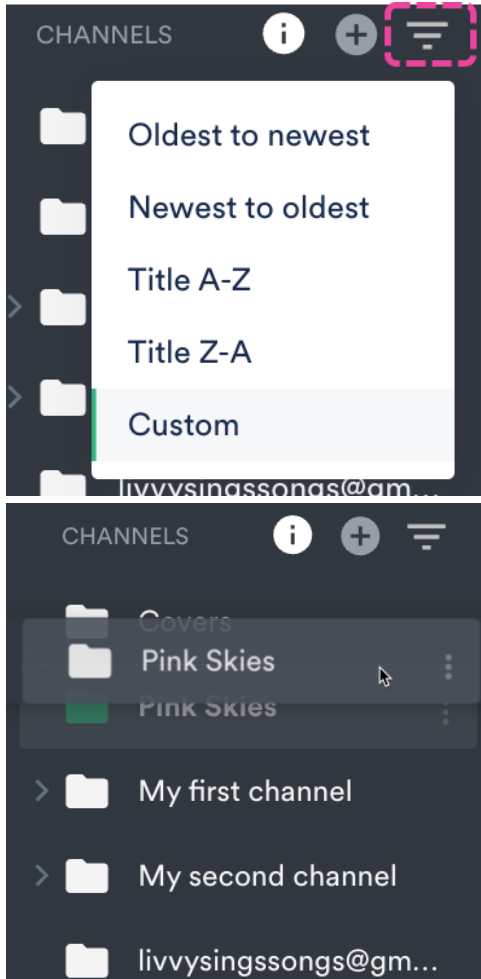 CHANNELS
Oldest to newest
Newest to oldest
Title A-Z
Title Z-A
Custom
livvysingssongs@gm...
CHANNELS
Covers
Pink Skies
Pink Skies
My first channel
My second channel
livvysingssongs@gm...